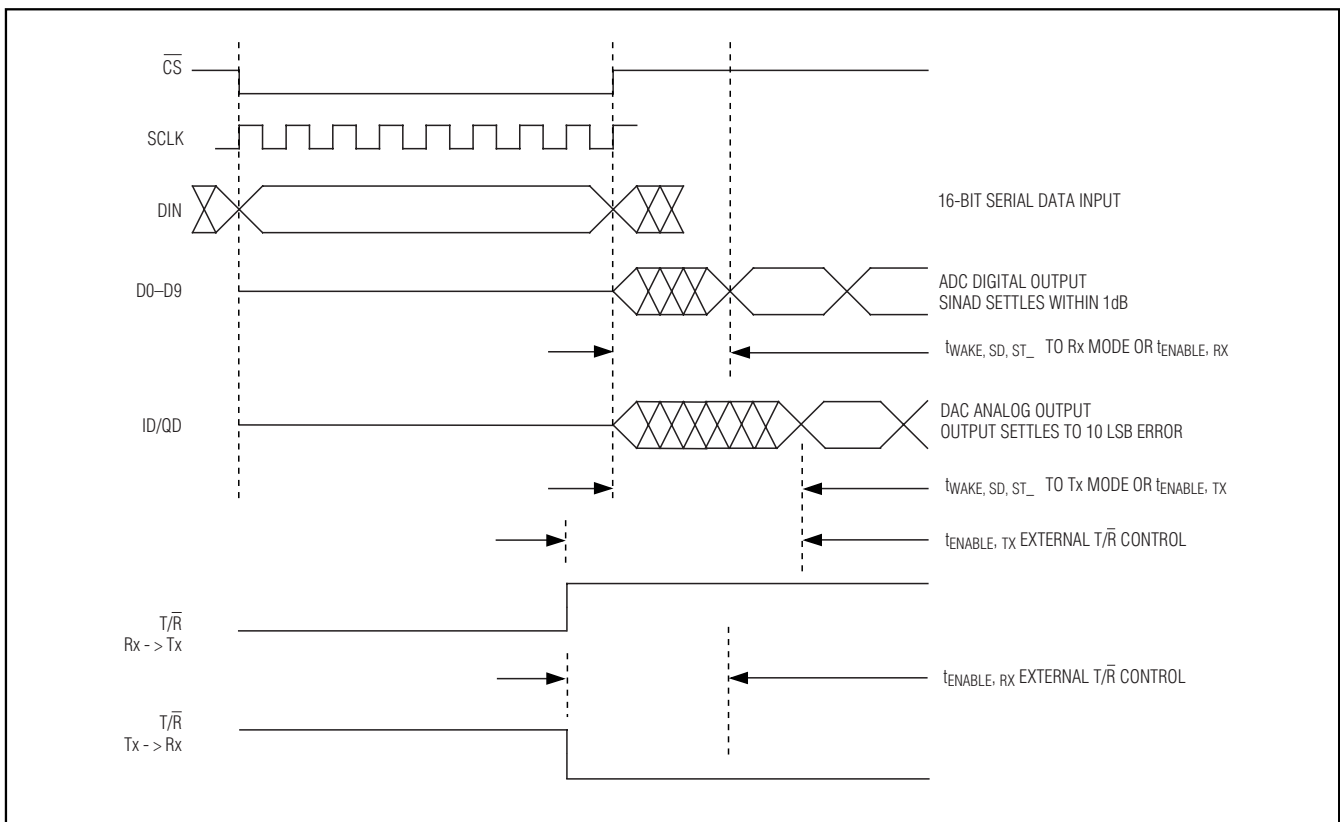 C̅S̅
SCLK
DIN
16-BIT SERIAL DATA INPUT
D0–D9
ADC DIGITAL OUTPUT
SINAD SETTLES WITHIN 1dB
tWAKE, SD, ST_ TO Rx MODE OR tENABLE, RX
ID/QD
DAC ANALOG OUTPUT
OUTPUT SETTLES TO 10 LSB ERROR
tWAKE, SD, ST_ TO Tx MODE OR tENABLE, TX
tENABLE, TX EXTERNAL T/R̅ CONTROL
T/R̅
Rx - > Tx
tENABLE, RX EXTERNAL T/R̅ CONTROL
T/R̅
Tx - > Rx